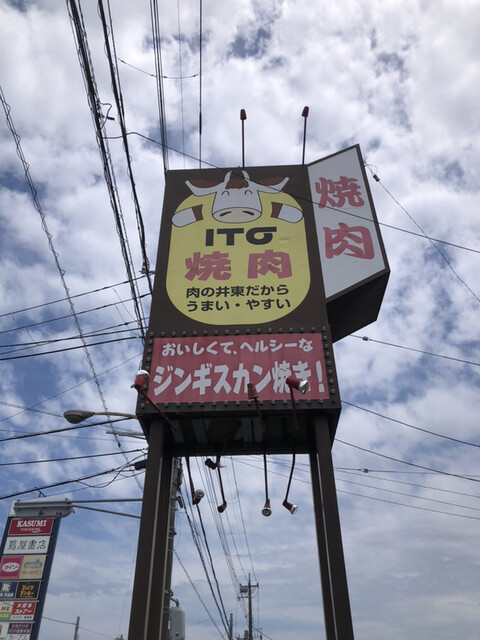 ITO
焼肉
肉の井東だから
うまい・やすい
焼肉
おいしくて、ヘルシーな
ジンギスカン焼き!
KASUMI
蔦屋書店